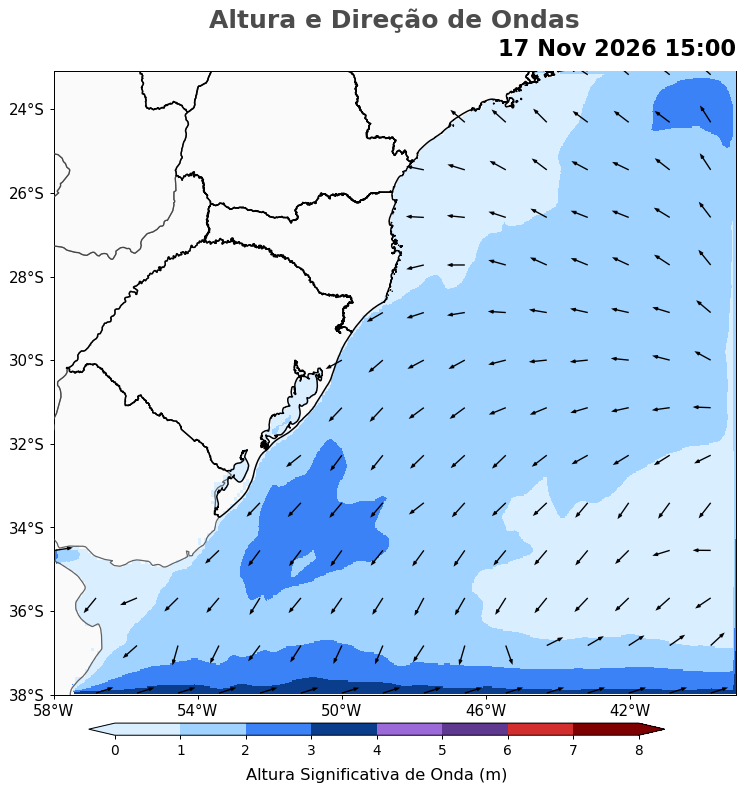 Altura e Direção de Ondas
17 Nov 2026 15:00
24°S
26°S
28°S
30°S
32°S
34°S
36°S
38°S
58°W 54°W 50°W 46°W 42°W
0 1 2 3 4 5 6 7 8
Altura Significativa de Onda (m)